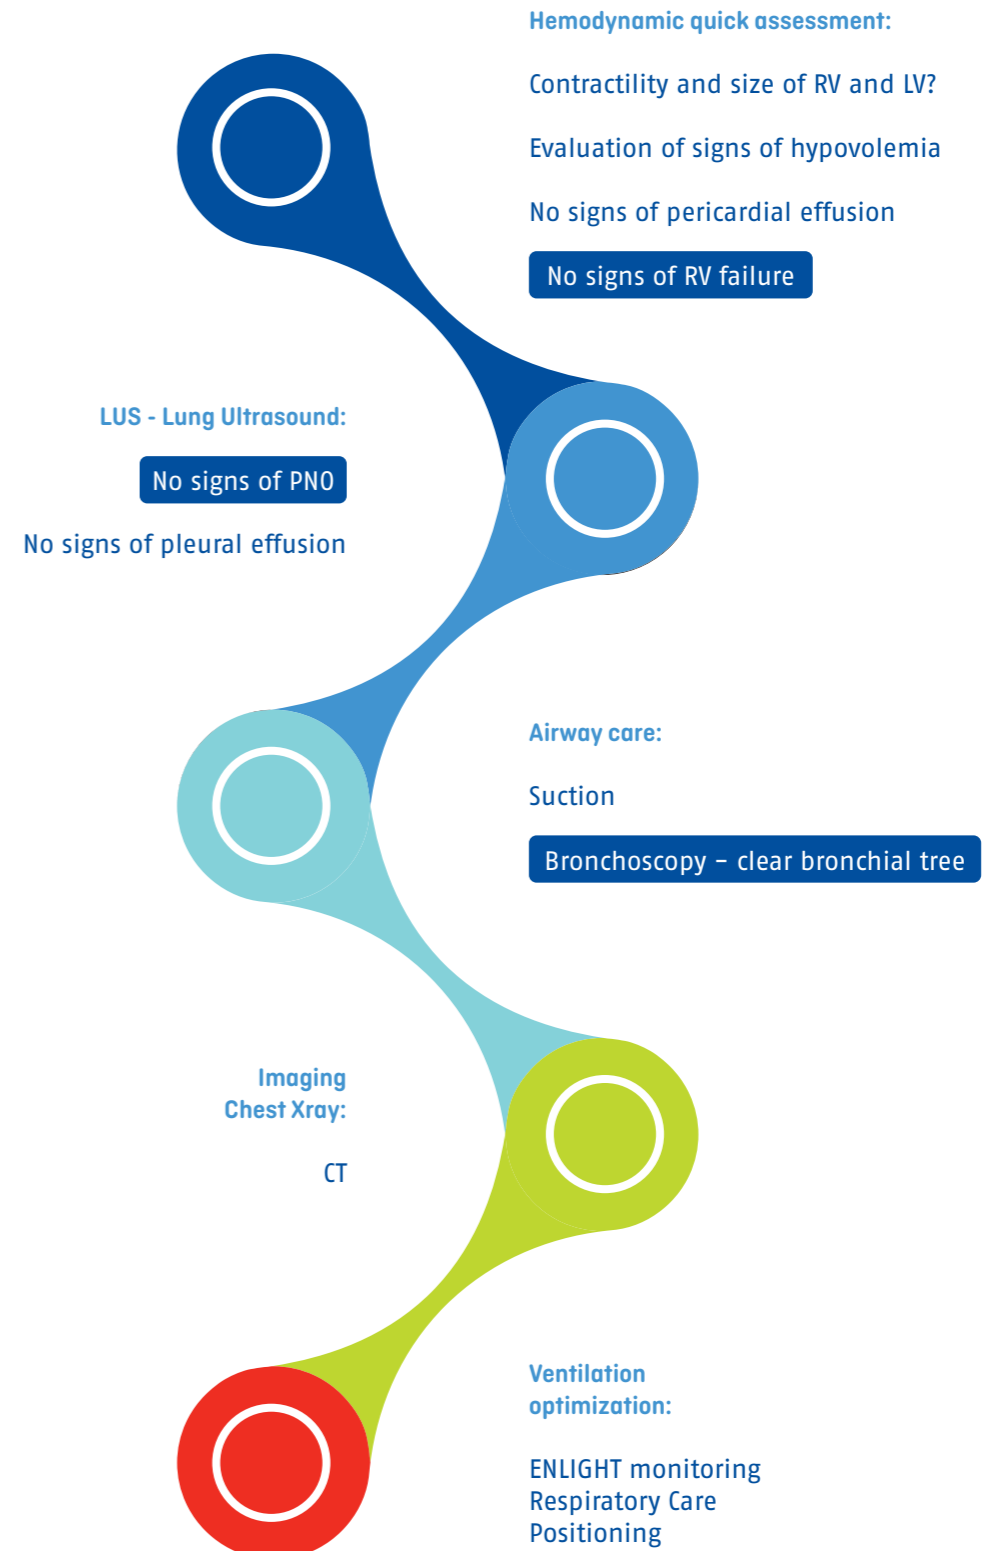 Hemodynamic quick assessment:
Contractility and size of RV and LV?
Evaluation of signs of hypovolemia
No signs of pericardial effusion
No signs of RV failure
LUS - Lung Ultrasound:
No signs of PNO
No signs of pleural effusion
Airway care:
Suction
Bronchoscopy – clear bronchial tree
Imaging
Chest Xray:
CT
Ventilation
optimization:
ENLIGHT monitoring
Respiratory Care
Positioning